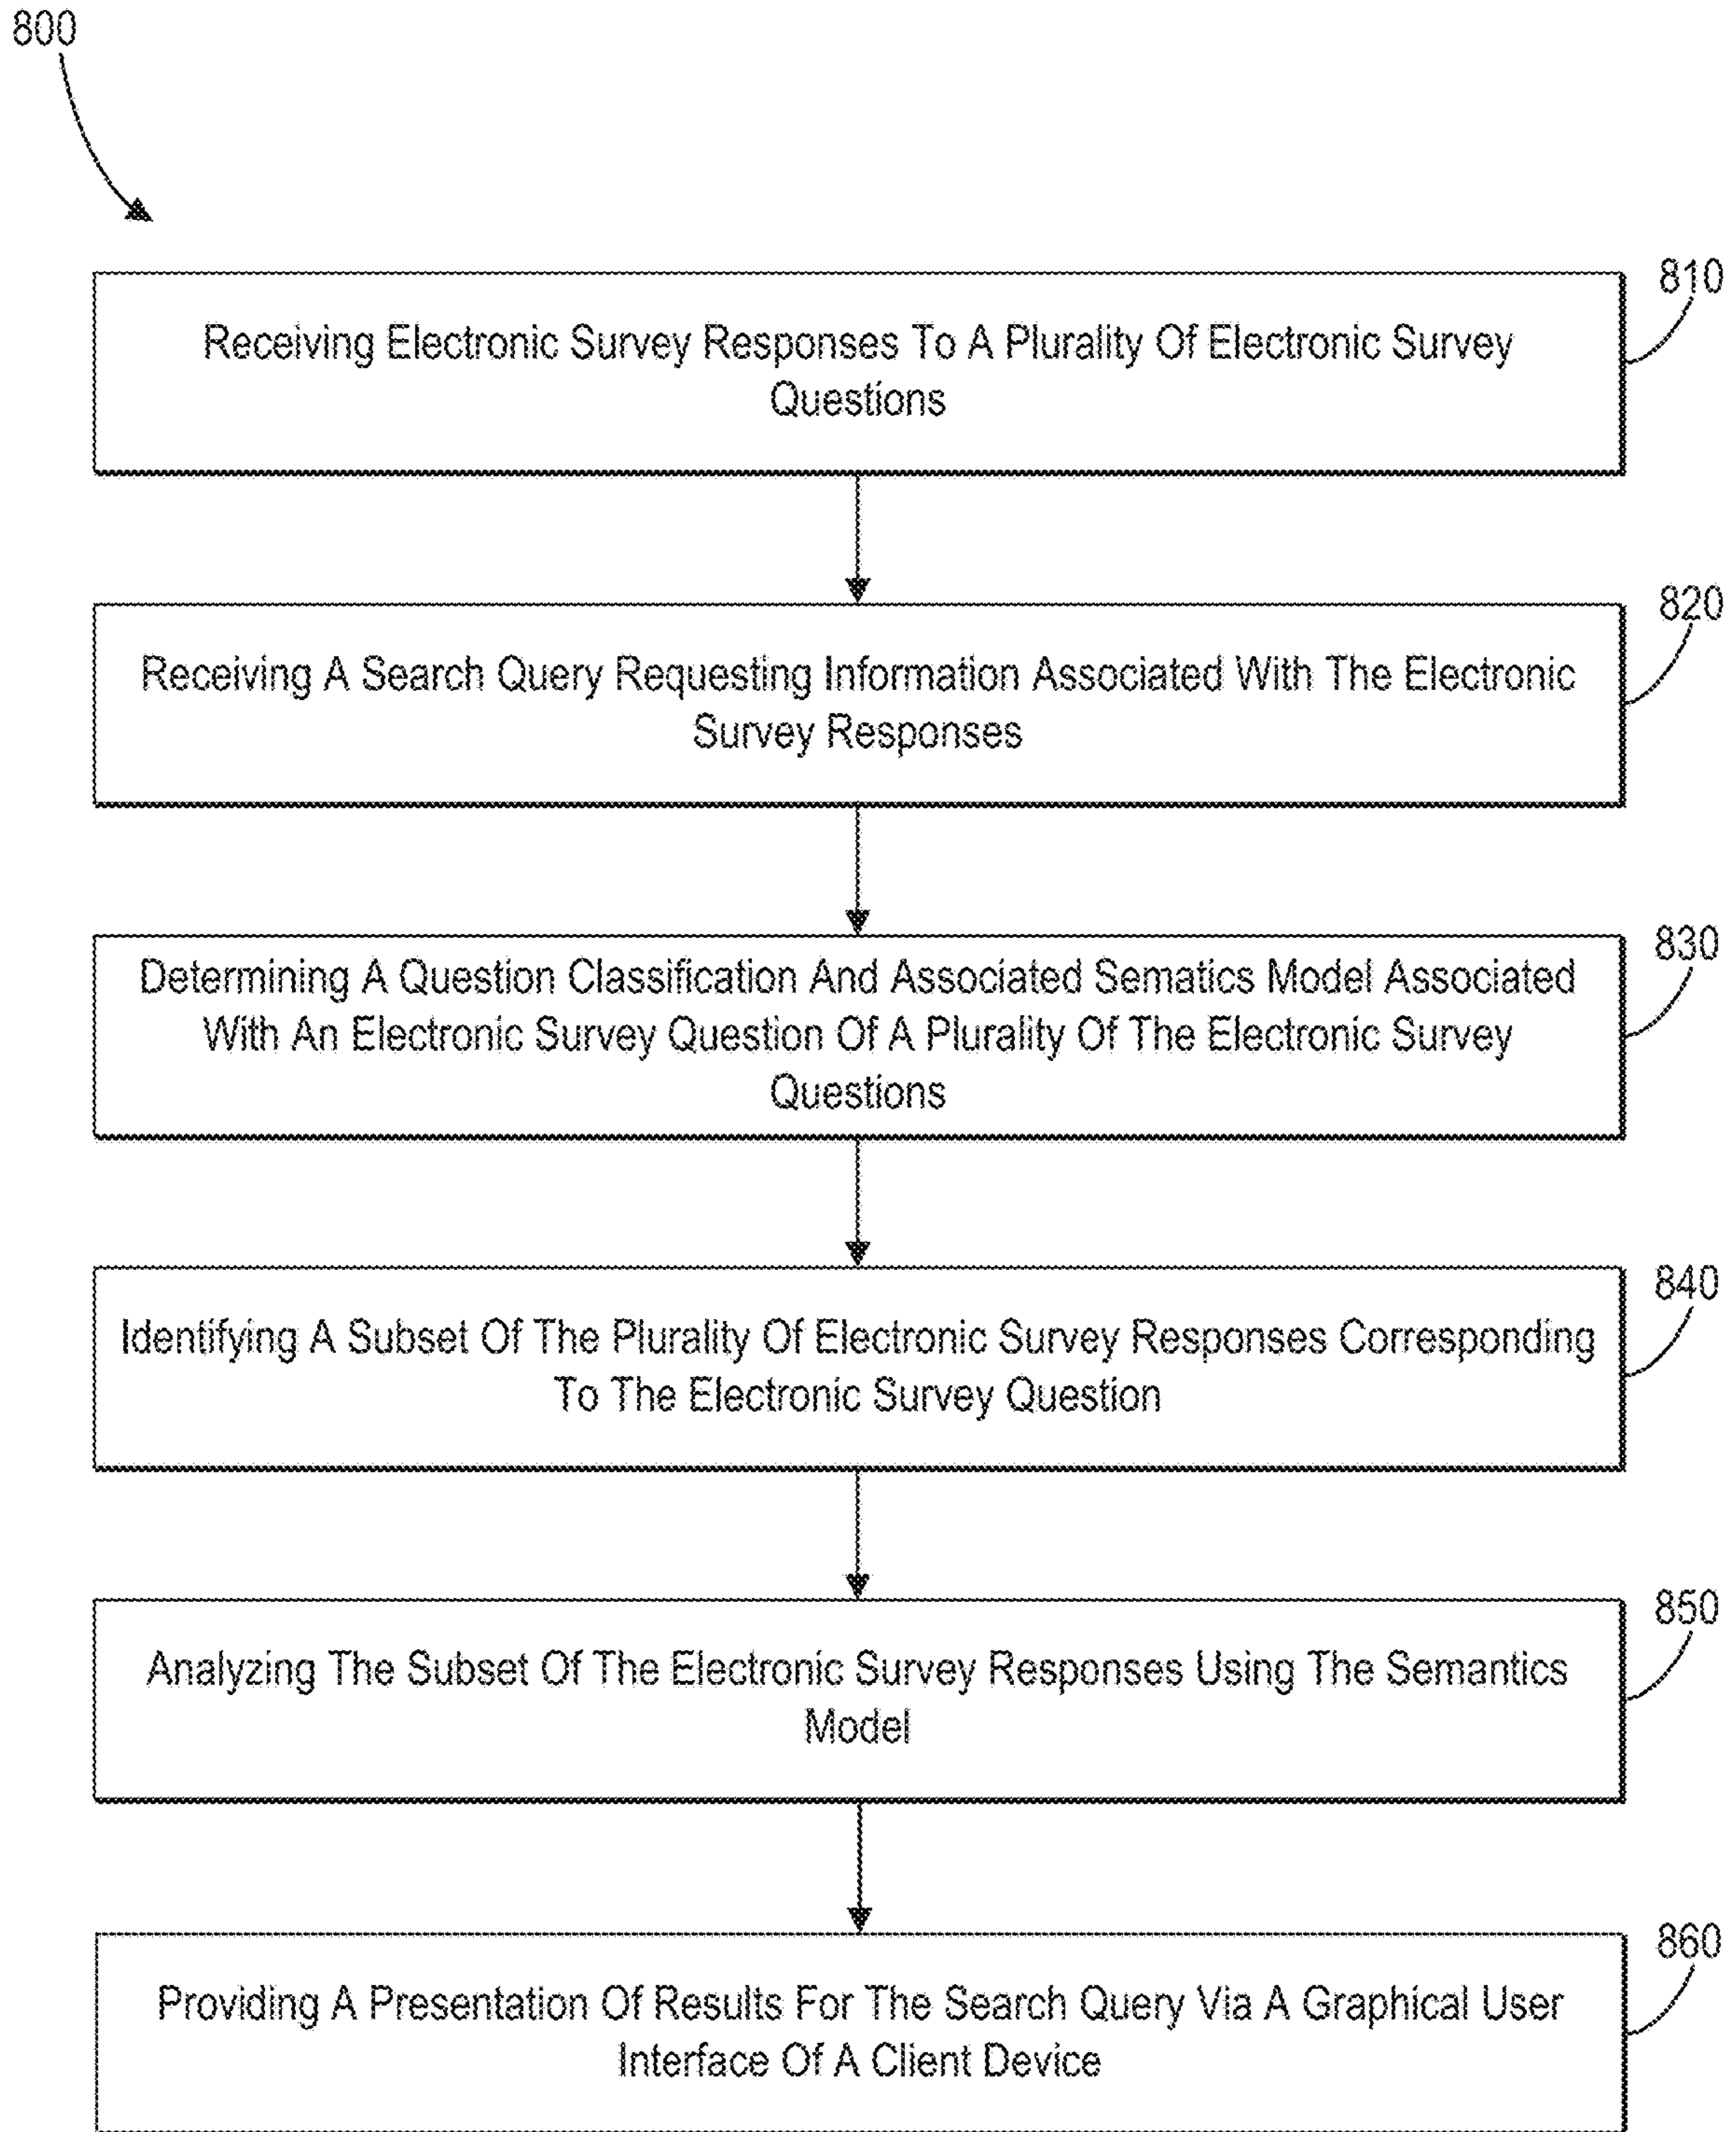 800
810
Receiving Electronic Survey Responses To A Plurality Of Electronic Survey
Questions
820
Receiving A Search Query Requesting Information Associated With The Electronic
Survey Responses
830
Determining A Question Classification And Associated Sematics Model Associated
With An Electronic Survey Question Of A Plurality Of The Electronic Survey
Questions
840
Identifying A Subset Of The Plurality Of Electronic Survey Responses Corresponding
To The Electronic Survey Question
850
Analyzing The Subset Of The Electronic Survey Responses Using The Semantics
Model
860
Providing A Presentation Of Results For The Search Query Via A Graphical User
Interface Of A Client Device